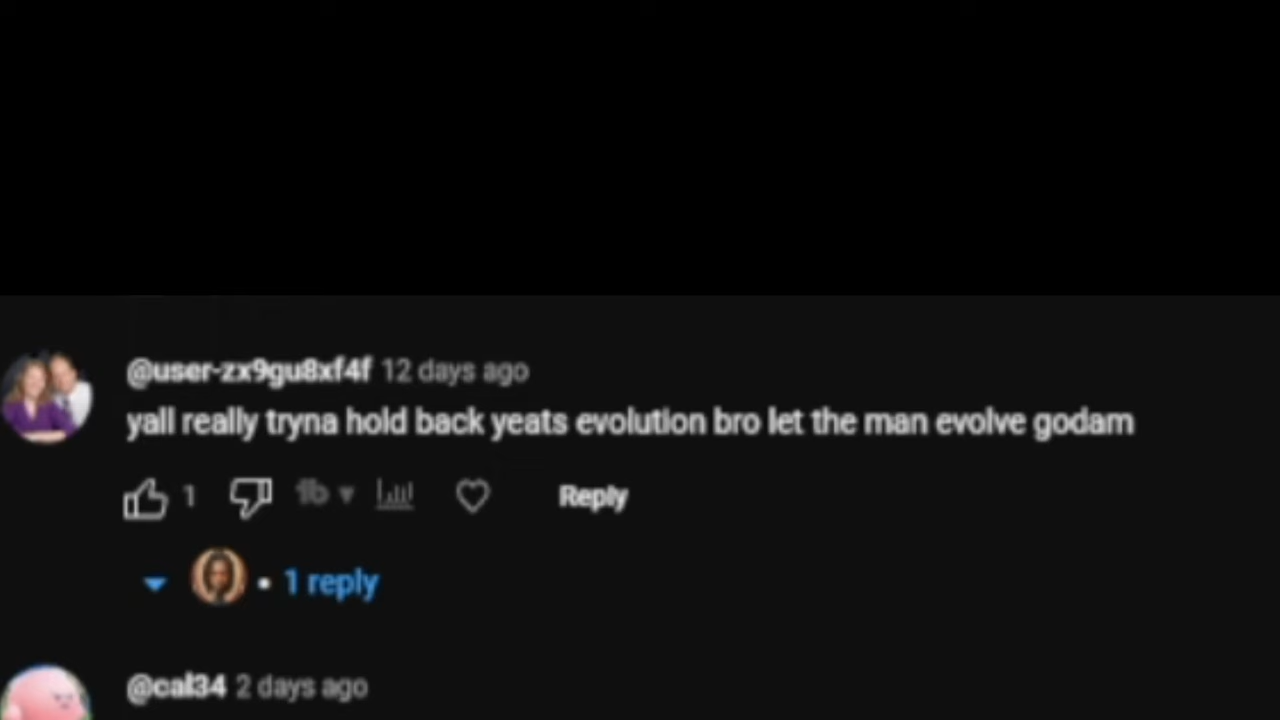 @user-zx9gu8xf4f 12 days ago
yall really tryna hold back yeats evolution bro let the man evolve godam
1 Reply
1 reply
@cal34 2 days ago